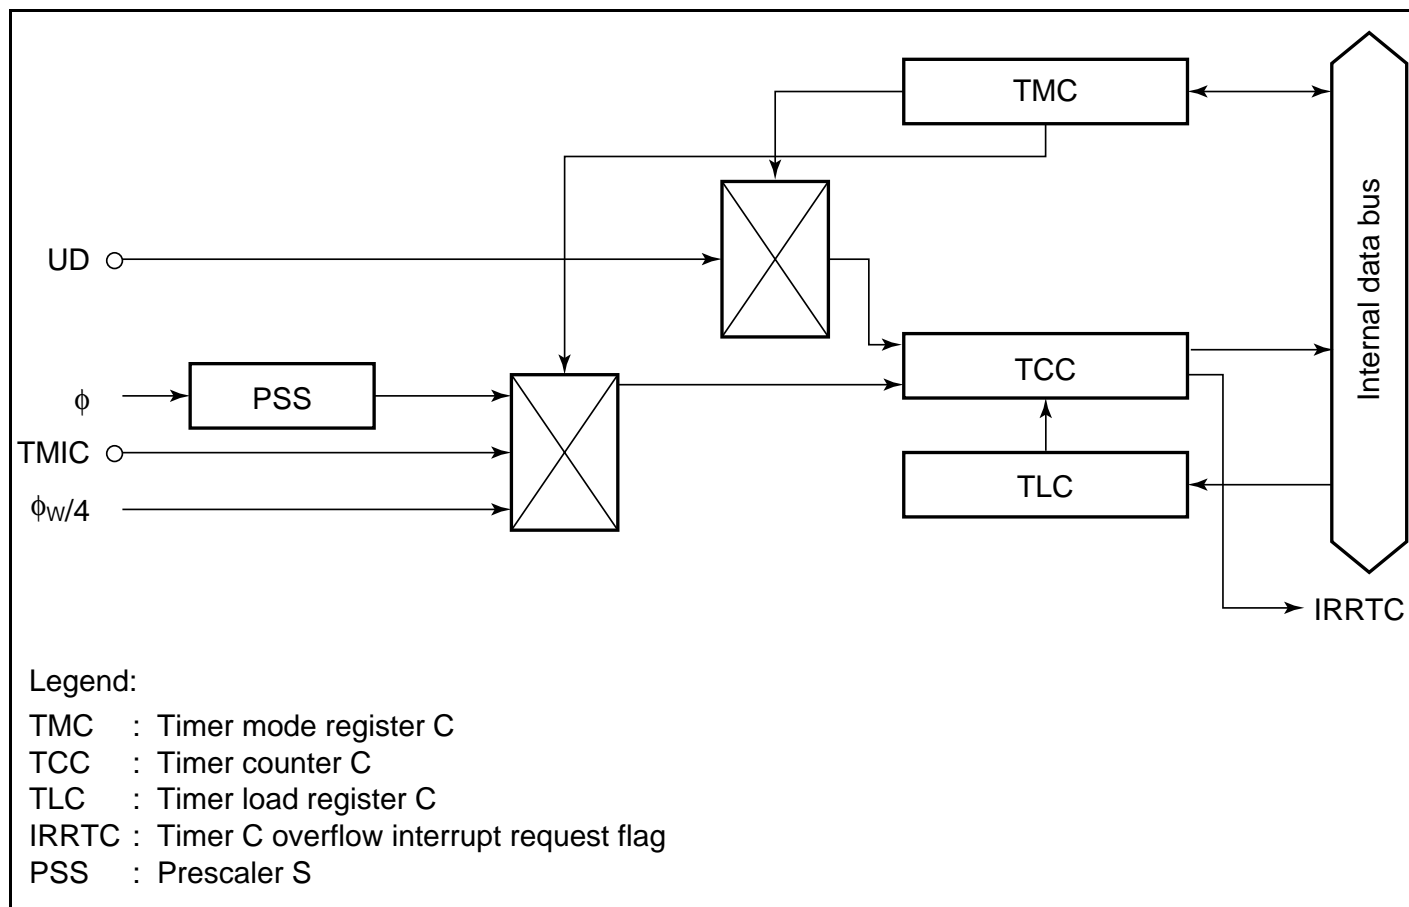 TMC
UD
Internal data bus
φ
PSS
TCC
TMIC
TLC
φW/4
IRRTC
Legend:
TMC : Timer mode register C
TCC : Timer counter C
TLC : Timer load register C
IRRTC : Timer C overflow interrupt request flag
PSS : Prescaler S